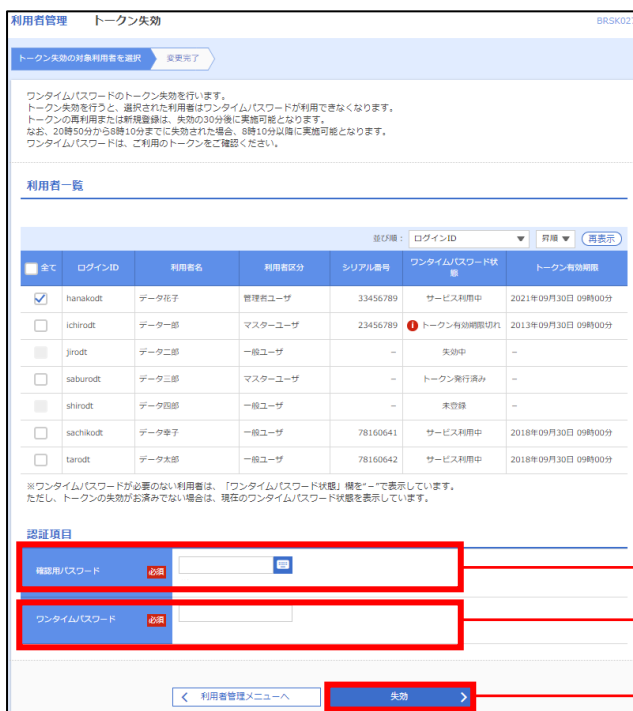 利用者管理 トークン失効 BRSK027
トークン失効の対象利用者を選択 変更完了
ワンタイムパスワードのトークン失効を行います。
トークン失効を行うと、選択された利用者はワンタイムパスワードが利用できなくなります。
トークンの再利用または新規登録は、失効の30分後に実施可能となります。
なお、20時50分から8時10分までに失効された場合、8時10分以降に実施可能となります。
ワンタイムパスワードは、ご利用のトークンをご確認ください。
利用者一覧
並び順: ログインID 昇順 再表示
全て ログインID 利用者名 利用者区分 シリアル番号 ワンタイムパスワード状態 トークン有効期限
hanakodt データ花子 管理者ユーザ 33456789 サービス利用中 2021年09月30日 09時00分
ichirodt データ一郎 マスターユーザ 23456789 トークン有効期限切れ 2013年09月30日 09時00分
jirodt データ二郎 一般ユーザ － 失効中 －
saburodt データ三郎 マスターユーザ － トークン発行済み －
shirodt データ四郎 一般ユーザ － 未登録 －
sachikodt データ幸子 一般ユーザ 78160641 サービス利用中 2018年09月30日 09時00分
tarodt データ太郎 一般ユーザ 78160642 サービス利用中 2018年09月30日 09時00分
※ワンタイムパスワードが必要のない利用者は、「ワンタイムパスワード状態」欄を"－"で表示しています。
ただし、トークンの失効がお済みでない場合は、現在のワンタイムパスワード状態を表示しています。
認証項目
確認用パスワード 必須
ワンタイムパスワード 必須
利用者管理メニューへ 失効